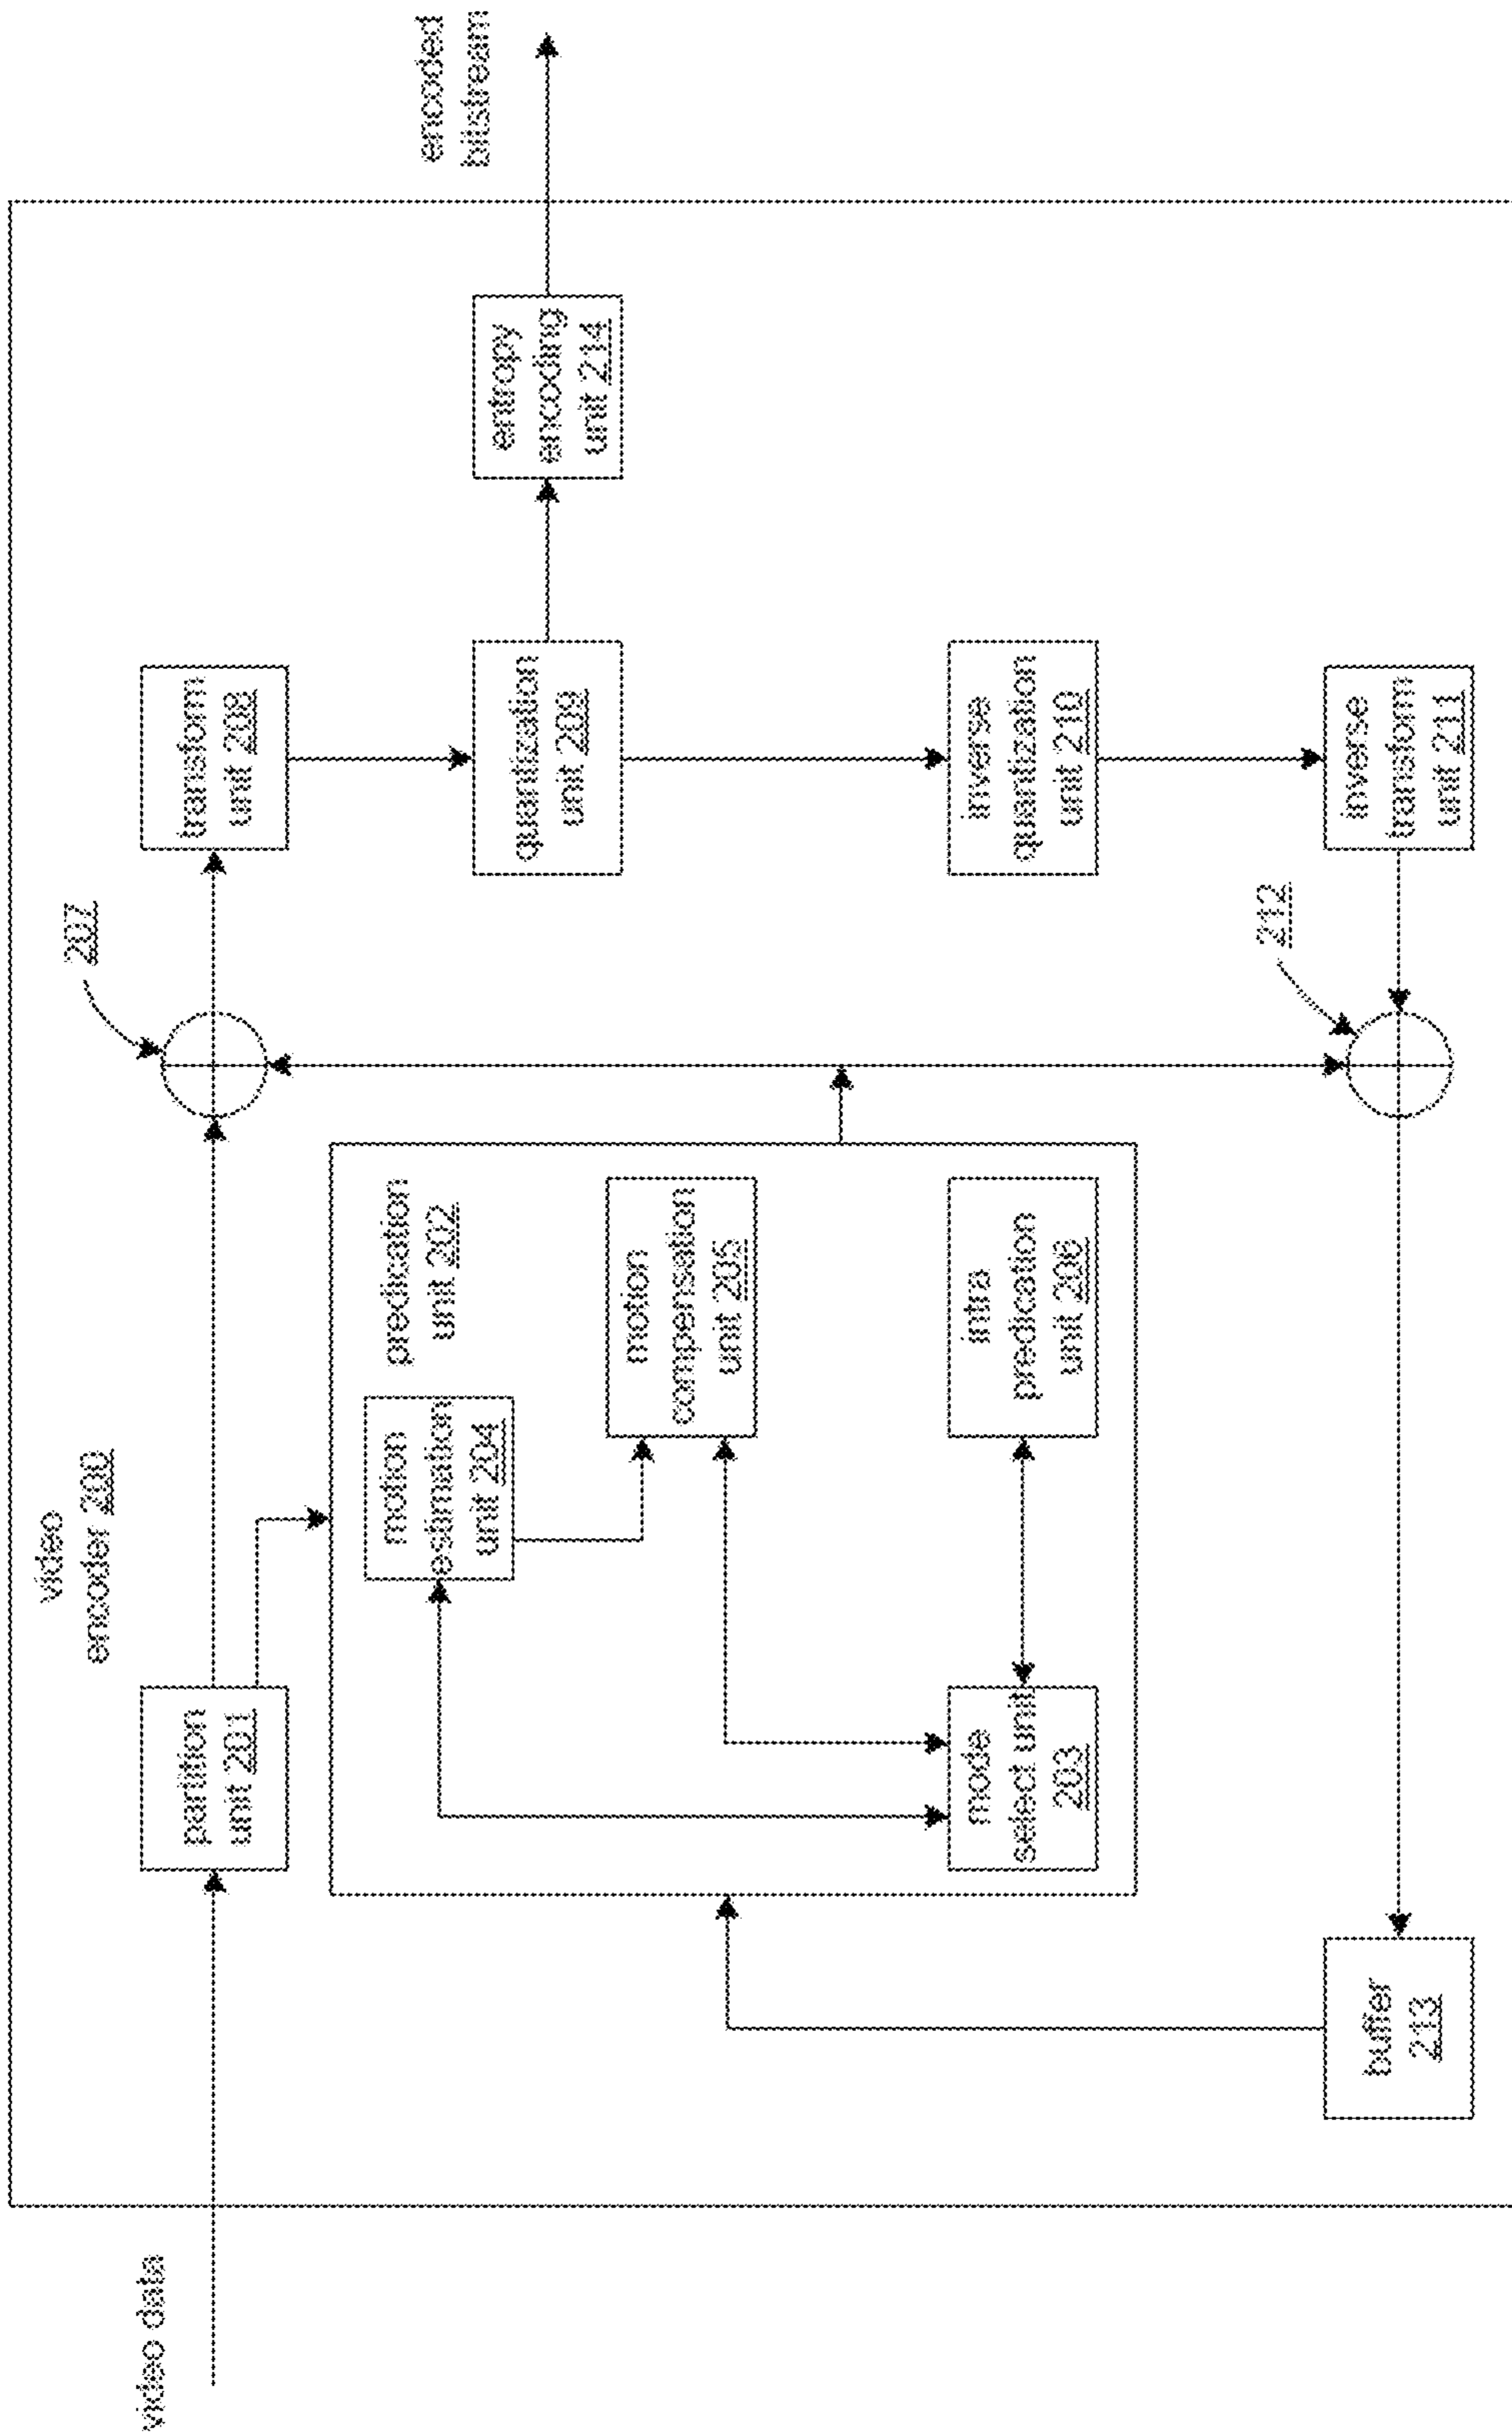 video
encoder 200
video data
partition
unit 201
207
transform
unit 208
encoded
bitstream
predication
unit 202
motion
estimation
unit 204
quantization
unit 209
entropy
encoding
unit 214
motion
compensation
unit 205
mode
select unit
203
intra
predication
unit 206
inverse
quantization
unit 210
212
buffer
213
inverse
transform
unit 211